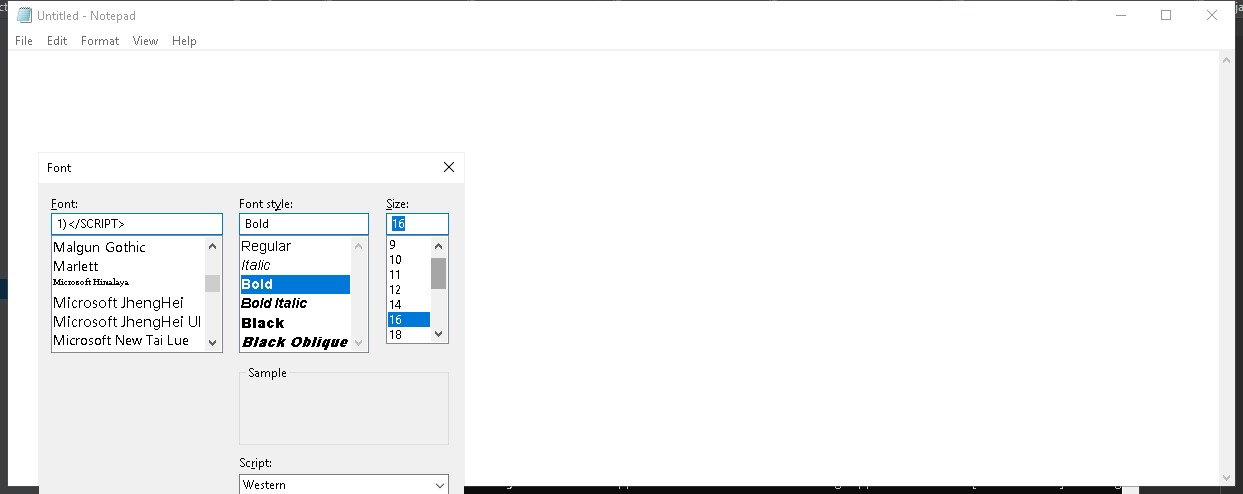 Untitled - Notepad
File Edit Format View Help
Font
Font: Font style: Size:
1)</SCRIPT> Bold 16
Malgun Gothic
Marlett
Microsoft Himalaya
Microsoft JhengHei
Microsoft JhengHei UI
Microsoft New Tai Lue
Regular
Italic
Bold
Bold Italic
Black
Black Oblique
9
10
11
12
14
16
18
Sample
Script:
Western